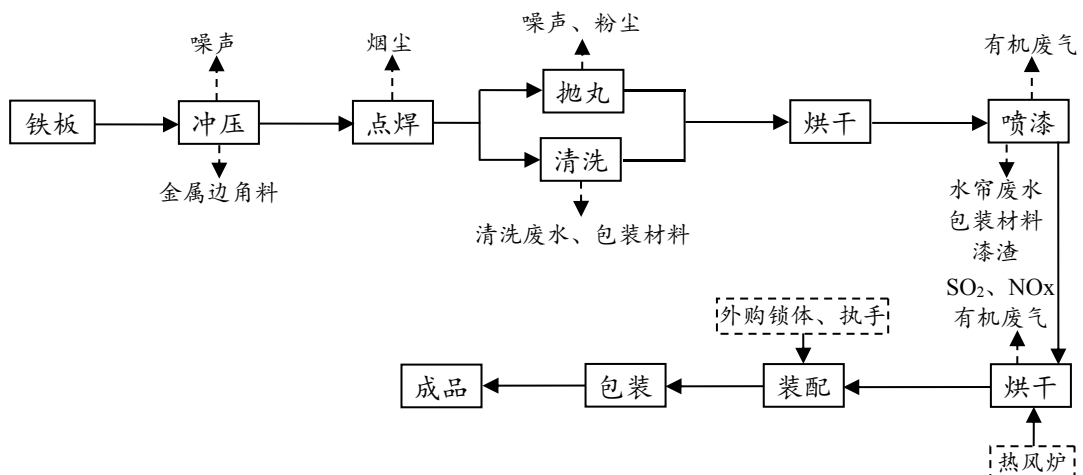 噪声
烟尘
噪声、粉尘
有机废气
铁板
冲压
点焊
抛丸
清洗
烘干
喷漆
金属边角料
清洗废水、包装材料
水帘废水
包装材料
漆渣
SO₂、NOx
有机废气
外购锁体、执手
成品
包装
装配
烘干
热风炉